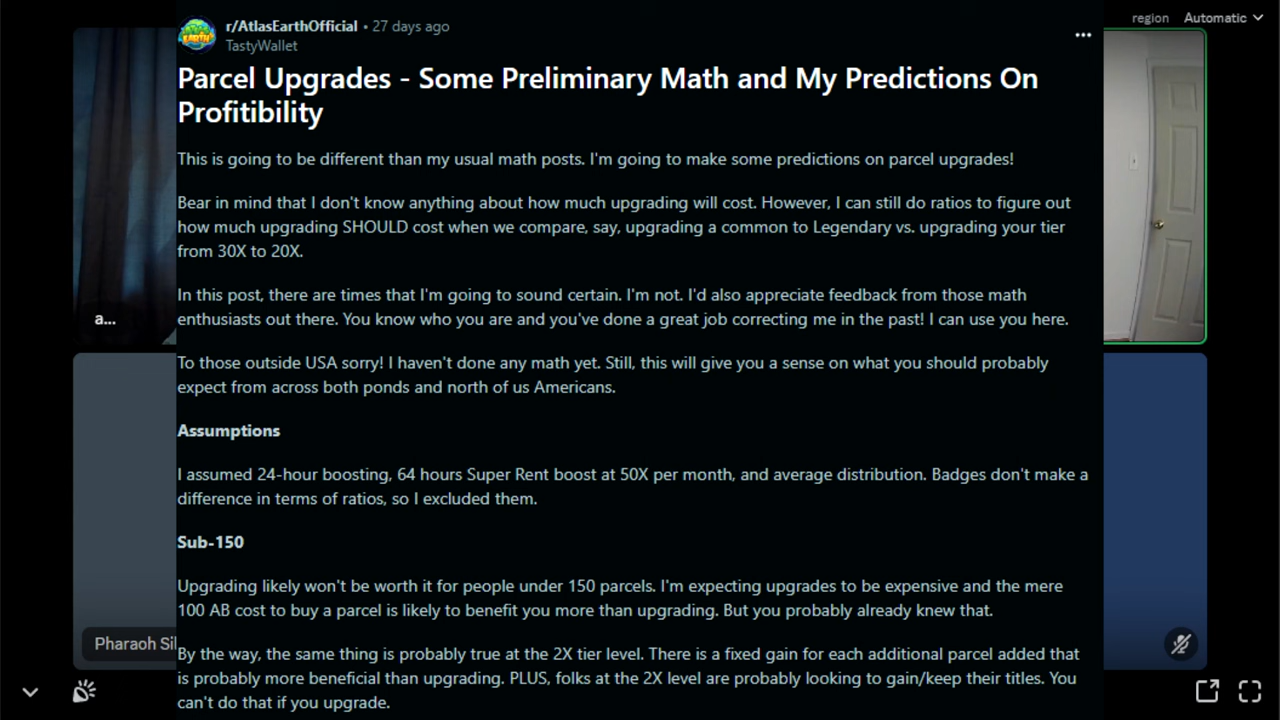 region Automatic
r/AtlasEarthOfficial • 27 days ago
TastyWallet
Parcel Upgrades - Some Preliminary Math and My Predictions On
Profitibility
This is going to be different than my usual math posts. I'm going to make some predictions on parcel upgrades!
Bear in mind that I don't know anything about how much upgrading will cost. However, I can still do ratios to figure out
how much upgrading SHOULD cost when we compare, say, upgrading a common to Legendary vs. upgrading your tier
from 30X to 20X.
In this post, there are times that I'm going to sound certain. I'm not. I'd also appreciate feedback from those math
enthusiasts out there. You know who you are and you've done a great job correcting me in the past! I can use you here.
a...
To those outside USA sorry! I haven't done any math yet. Still, this will give you a sense on what you should probably
expect from across both ponds and north of us Americans.
Assumptions
I assumed 24-hour boosting, 64 hours Super Rent boost at 50X per month, and average distribution. Badges don't make a
difference in terms of ratios, so I excluded them.
Sub-150
Upgrading likely won't be worth it for people under 150 parcels. I'm expecting upgrades to be expensive and the mere
100 AB cost to buy a parcel is likely to benefit you more than upgrading. But you probably already knew that.
Pharaoh Sil
By the way, the same thing is probably true at the 2X tier level. There is a fixed gain for each additional parcel added that
is probably more beneficial than upgrading. PLUS, folks at the 2X level are probably looking to gain/keep their titles. You
can't do that if you upgrade.